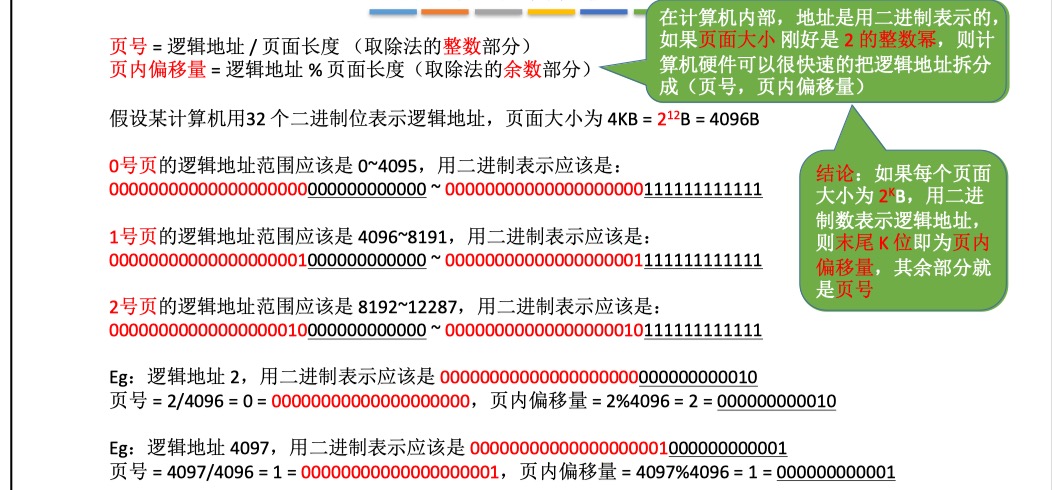 页号 = 逻辑地址 / 页面长度 （取除法的整数部分）
页内偏移量 = 逻辑地址 % 页面长度（取除法的余数部分）
在计算机内部，地址是用二进制表示的，
如果页面大小 刚好是 2 的整数幂，则计
算机硬件可以很快速的把逻辑地址拆分
成（页号，页内偏移量）
假设某计算机用32 个二进制位表示逻辑地址，页面大小为 4KB = 2¹²B = 4096B
0号页的逻辑地址范围应该是 0~4095，用二进制表示应该是：
00000000000000000000000000000000 ~ 00000000000000000000111111111111
1号页的逻辑地址范围应该是 4096~8191，用二进制表示应该是：
00000000000000000001000000000000 ~ 00000000000000000001111111111111
2号页的逻辑地址范围应该是 8192~12287，用二进制表示应该是：
00000000000000000010000000000000 ~ 00000000000000000010111111111111
结论：如果每个页面
大小为 2ᴷB，用二进
制数表示逻辑地址，
则末尾 K 位即为页内
偏移量，其余部分就
是页号
Eg：逻辑地址 2，用二进制表示应该是 00000000000000000000000000000010
页号 = 2/4096 = 0 = 00000000000000000000，页内偏移量 = 2%4096 = 2 = 000000000010
Eg：逻辑地址 4097，用二进制表示应该是 00000000000000000001000000000001
页号 = 4097/4096 = 1 = 00000000000000000001，页内偏移量 = 4097%4096 = 1 = 000000000001